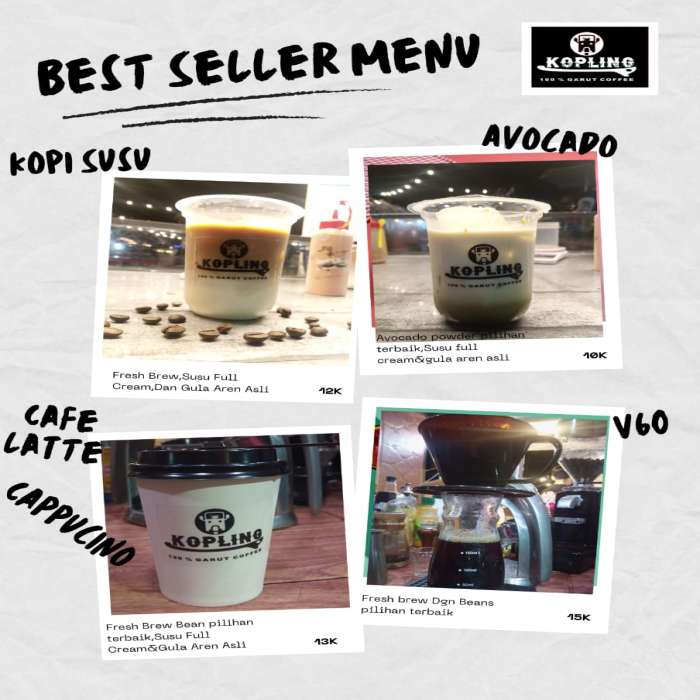 BEST SELLER MENU
KOPLING
100 % GARUT COFFEE
KOPI SUSU
AVOCADO
KOPLING
100 % GARUT COFFEE
KOPLING
100 % GARUT COFFEE
Fresh Brew,Susu Full
Cream,Dan Gula Aren Asli
12K
Avocado powder pilihan
terbaik,Susu full
cream&gula aren asli
10K
CAFE
LATTE
CAPPUCINO
V60
KOPLING
100 % GARUT COFFEE
Fresh Brew Bean pilihan
terbaik,Susu Full
Cream&Gula Aren Asli
13K
Fresh brew Dgn Beans
pilihan terbaik
15K